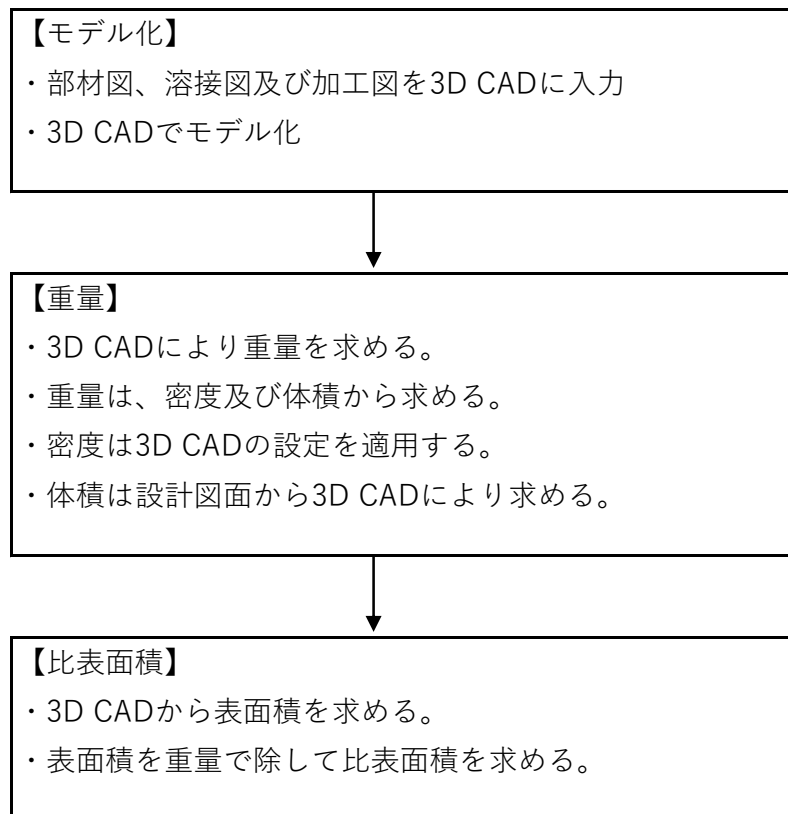 【モデル化】
・部材図、溶接図及び加工図を3D CADに入力
・3D CADでモデル化
【重量】
・3D CADにより重量を求める。
・重量は、密度及び体積から求める。
・密度は3D CADの設定を適用する。
・体積は設計図面から3D CADにより求める。
【比表面積】
・3D CADから表面積を求める。
・表面積を重量で除して比表面積を求める。